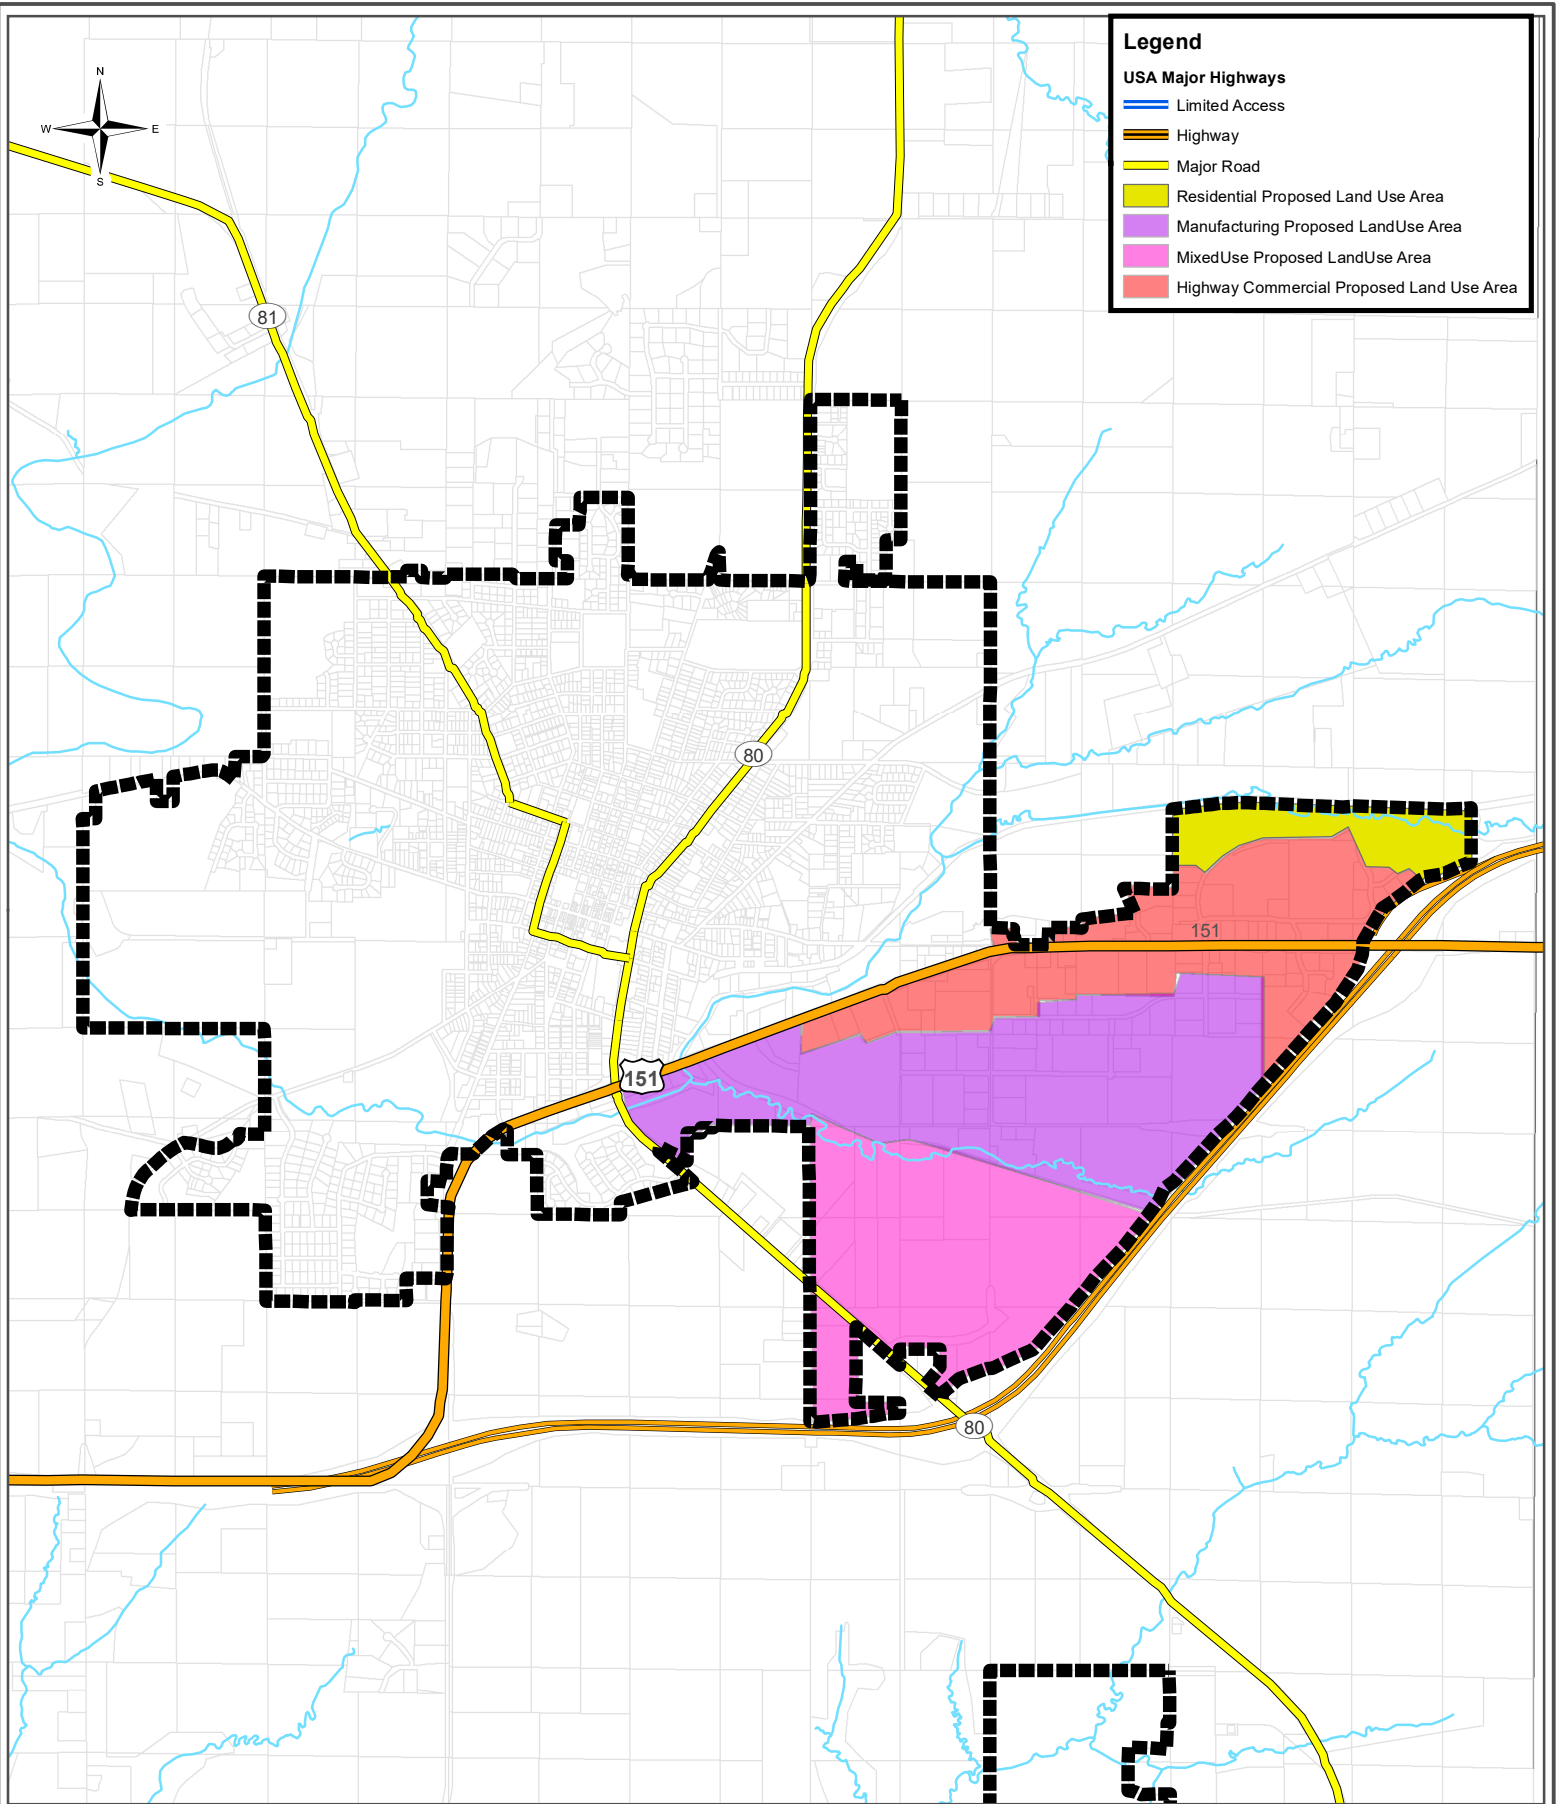 Legend
USA Major Highways
Limited Access
Highway
Major Road
Residential Proposed Land Use Area
Manufacturing Proposed LandUse Area
MixedUse Proposed LandUse Area
Highway Commercial Proposed Land Use Area
N
W
E
S
81
80
151
151
80